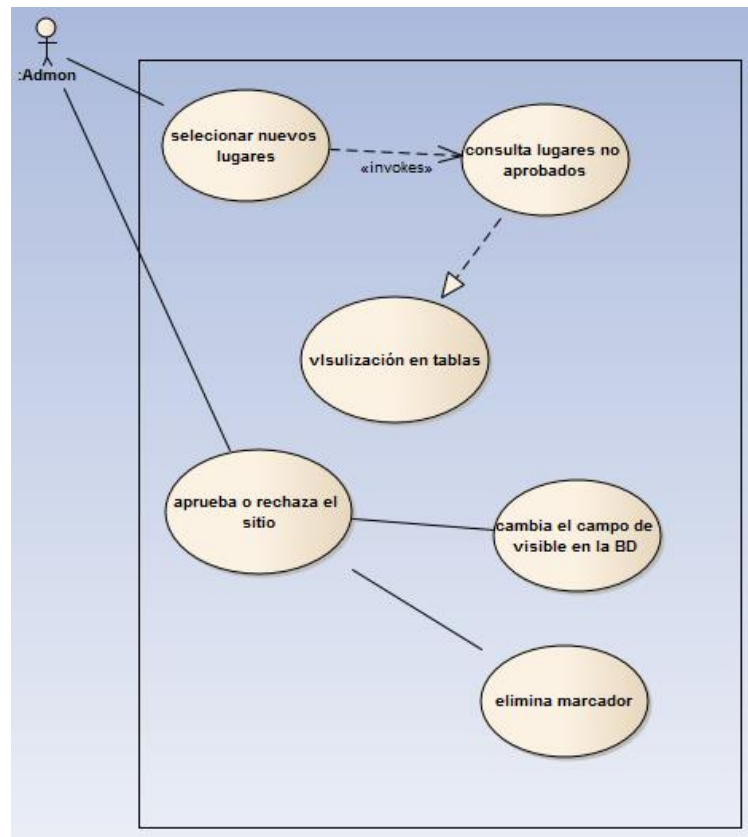 :Admon
selecionar nuevos
lugares
«invokes»
consulta lugares no
aprobados
vIsulización en tablas
aprueba o rechaza el
sitio
cambia el campo de
visible en la BD
elimina marcador